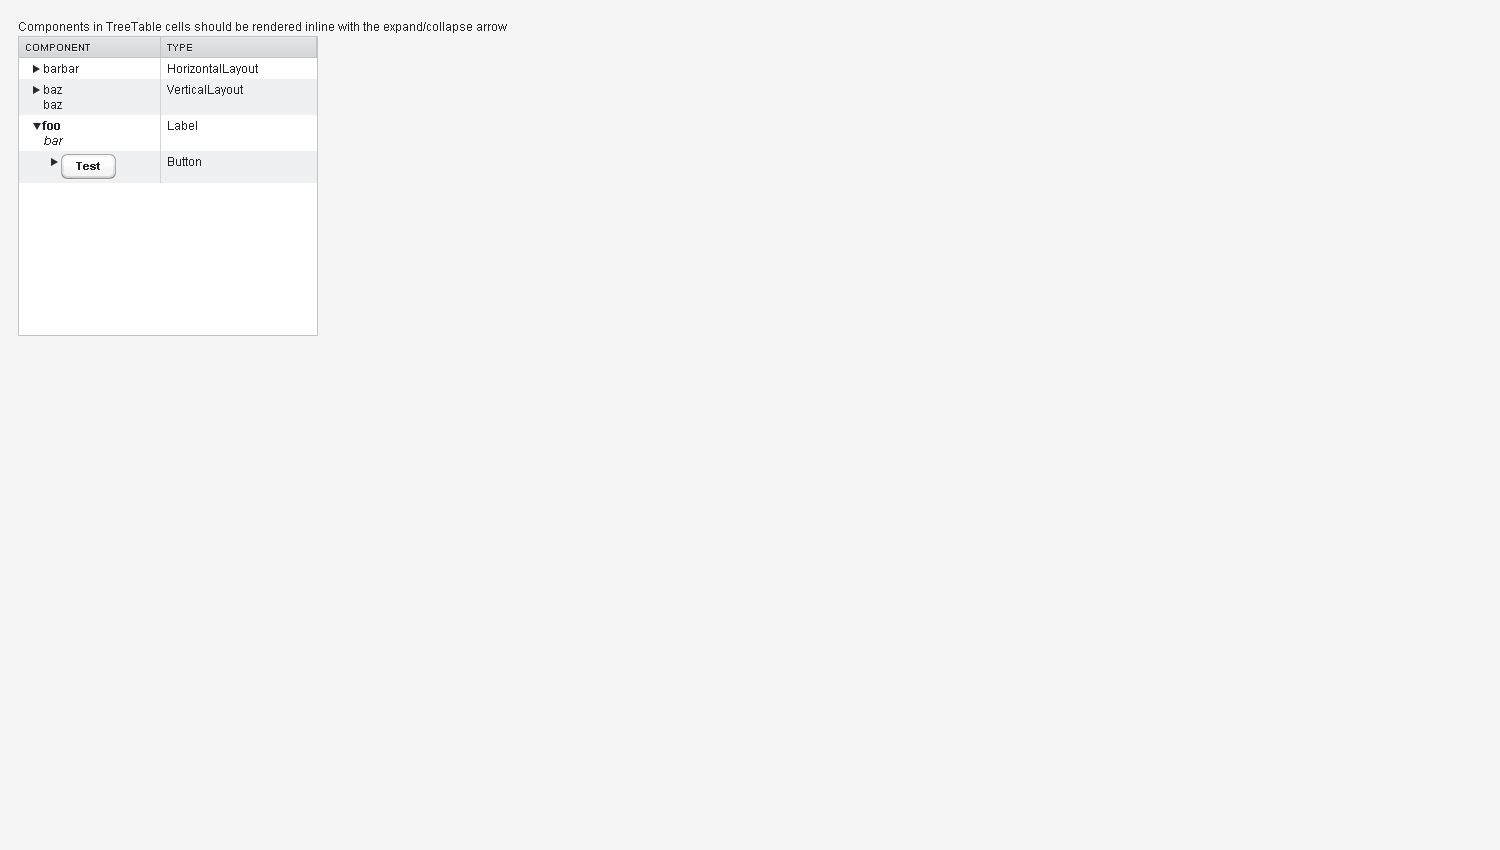 Components in TreeTable cells should be rendered inline with the expand/collapse arrow
COMPONENT TYPE
barbar HorizontalLayout
baz VerticalLayout
baz
foo Label
bar
Test Button